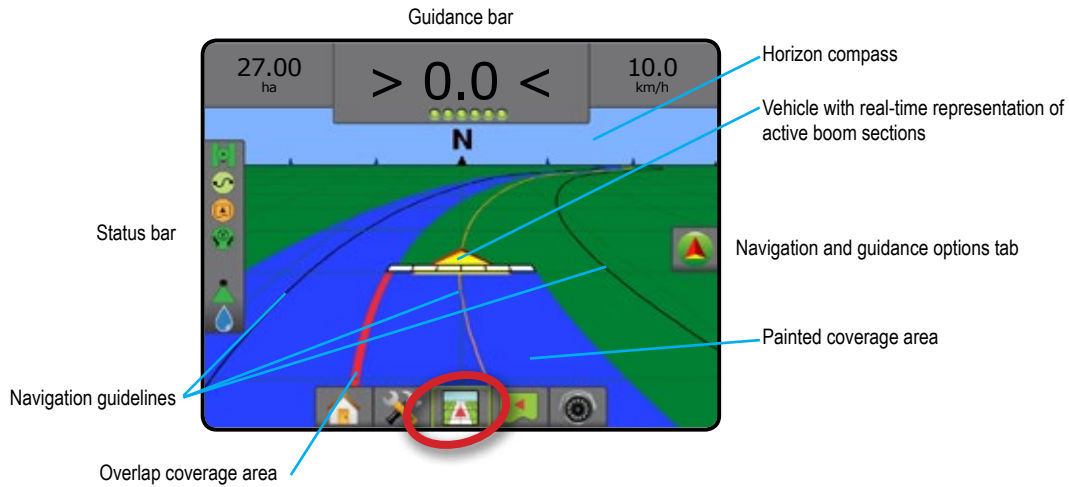 Guidance bar
27.00
ha
> 0.0 <
10.0
km/h
Horizon compass
Vehicle with real-time representation of
active boom sections
N
Status bar
Navigation and guidance options tab
Painted coverage area
Navigation guidelines
Overlap coverage area